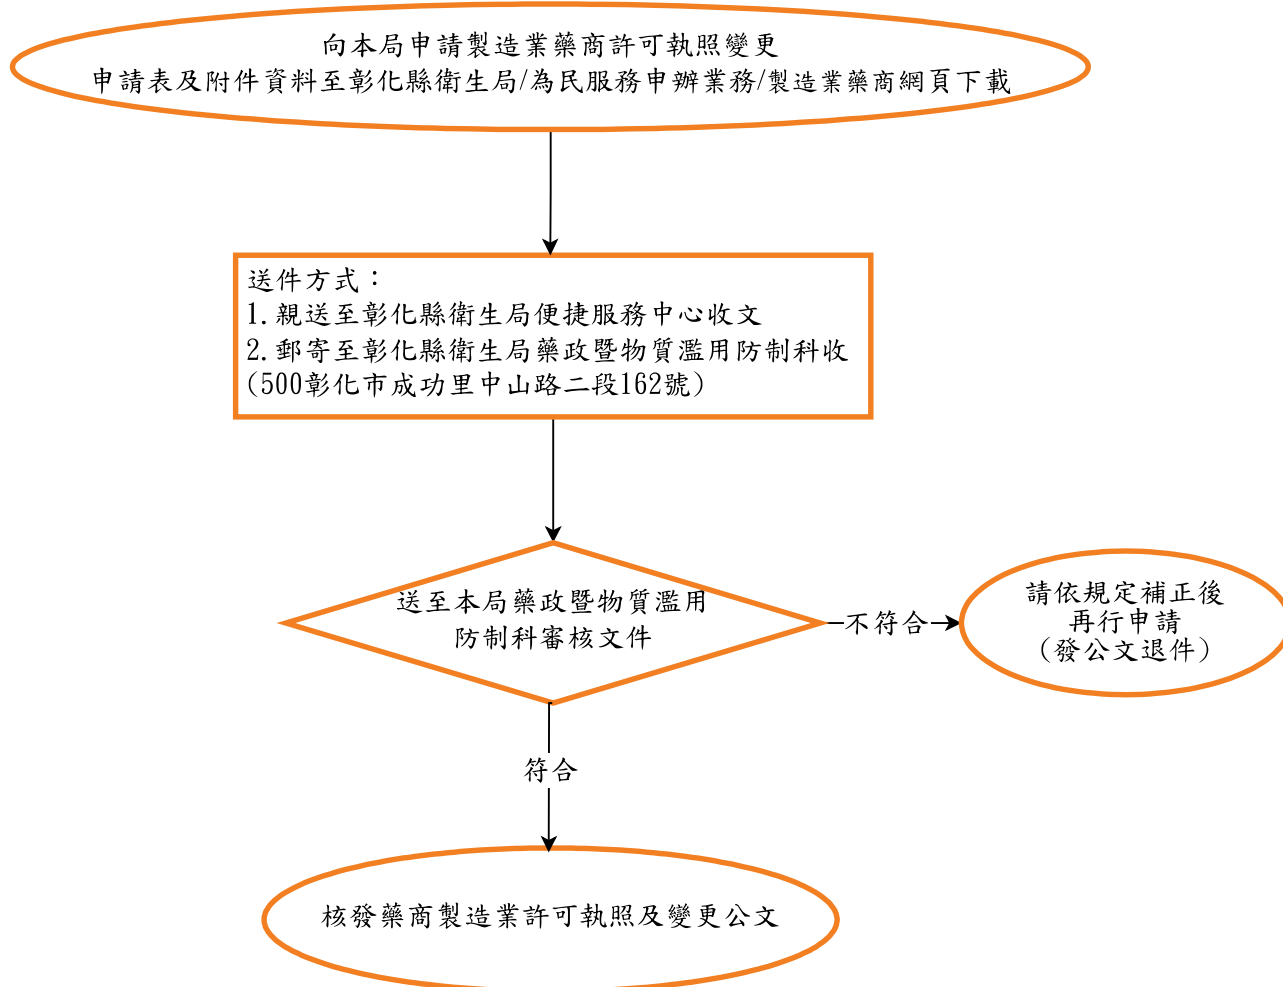 向本局申請製造業藥商許可執照變更
申請表及附件資料至彰化縣衛生局/為民服務申辦業務/製造業藥商網頁下載
送件方式：
1.親送至彰化縣衛生局便捷服務中心收文
2.郵寄至彰化縣衛生局藥政暨物質濫用防制科收
(500彰化市成功里中山路二段162號)
送至本局藥政暨物質濫用
防制科審核文件
不符合
請依規定補正後
再行申請
(發公文退件)
符合
核發藥商製造業許可執照及變更公文